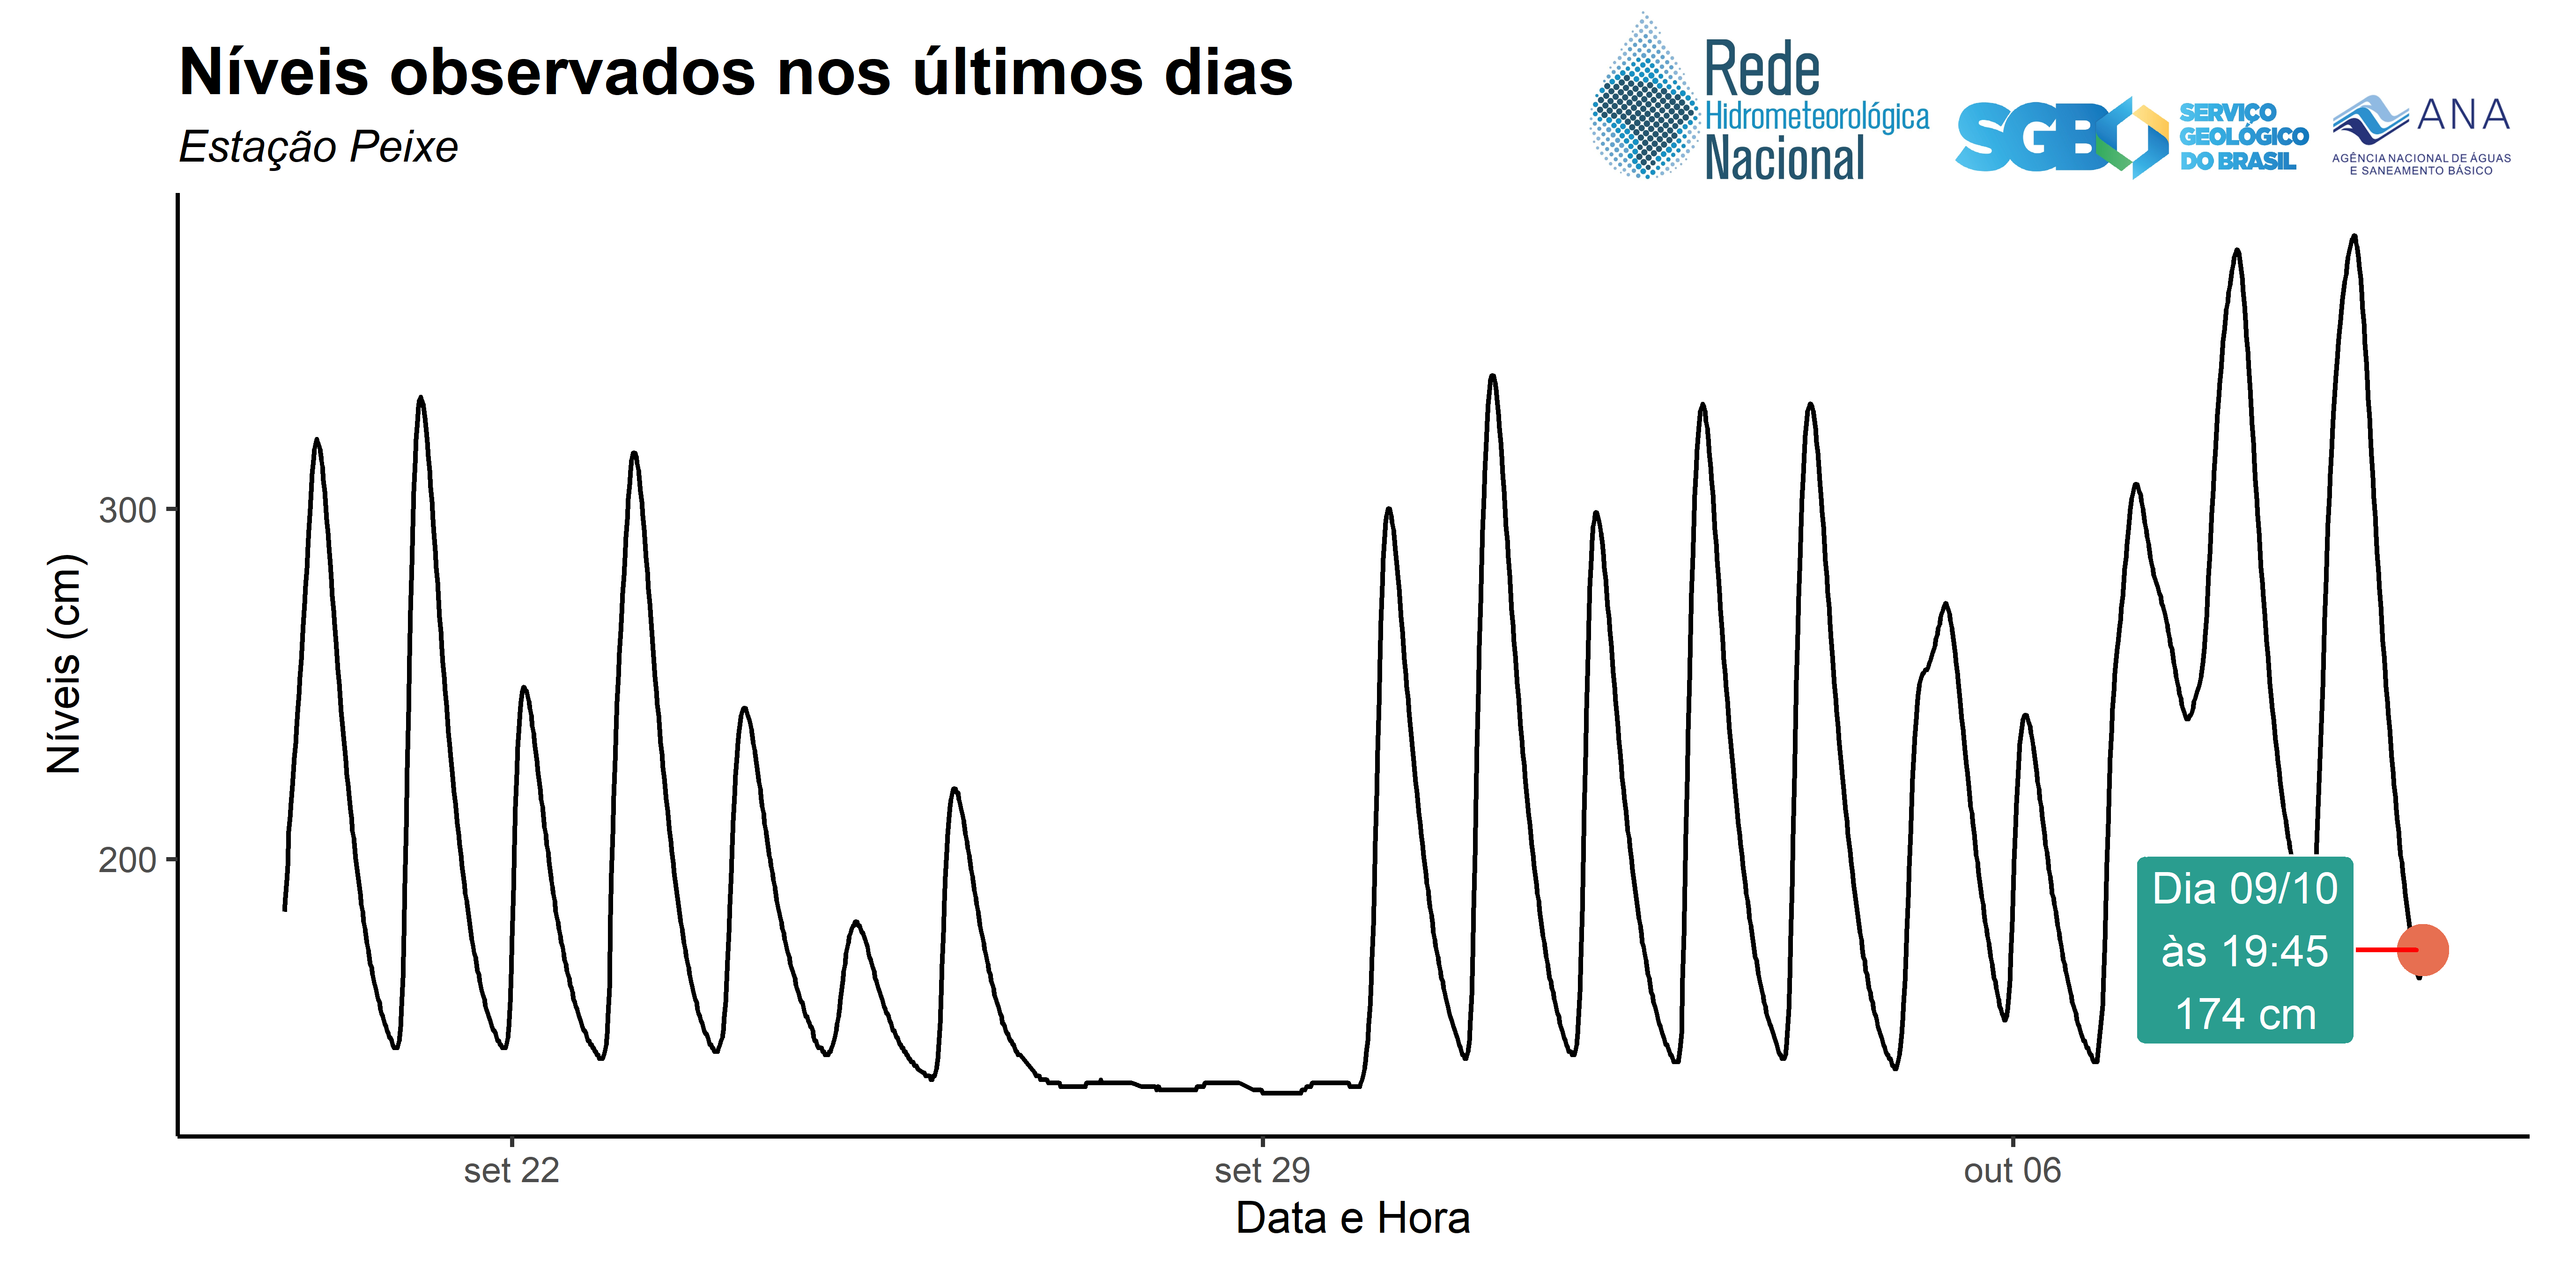 Níveis observados nos últimos dias
Estação Peixe
Rede
Hidrometeorológica
Nacional
SGB
SERVIÇO
GEOLÓGICO
DO BRASIL
ANA
AGÊNCIA NACIONAL DE ÁGUAS
E SANEAMENTO BÁSICO
Níveis (cm)
300
200
Dia 09/10
às 19:45
174 cm
set 22
set 29
out 06
Data e Hora